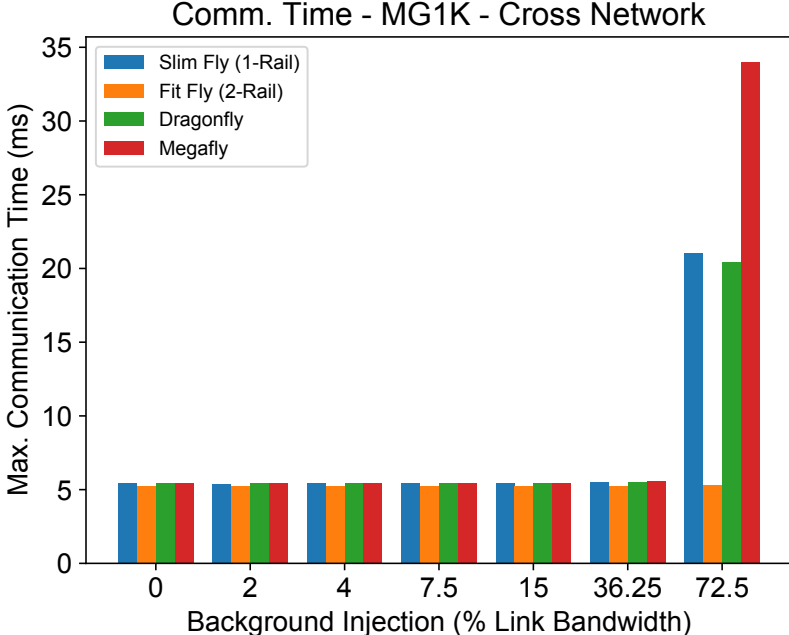 Comm. Time - MG1K - Cross Network
Max. Communication Time (ms)
35
30
25
20
15
10
5
0
Slim Fly (1-Rail)
Fit Fly (2-Rail)
Dragonfly
Megafly
0 2 4 7.5 15 36.25 72.5
Background Injection (% Link Bandwidth)